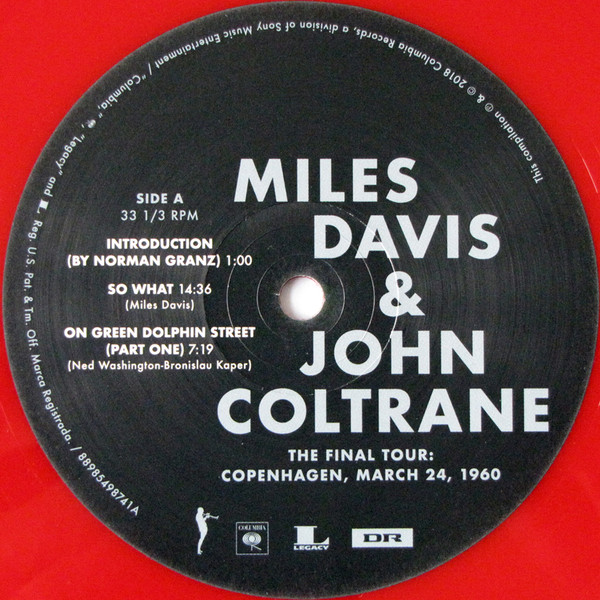 MILES
DAVIS
&
JOHN
COLTRANE
THE FINAL TOUR:
COPENHAGEN, MARCH 24, 1960
SIDE A
33 1/3 RPM
INTRODUCTION
(BY NORMAN GRANZ) 1:00
SO WHAT 14:36
(Miles Davis)
ON GREEN DOLPHIN STREET
(PART ONE) 7:19
(Ned Washington-Bronislau Kaper)
COLUMBIA
L
LEGACY
DR
This compilation ℗ & © 2018 Columbia Records, a division of Sony Music Entertainment / "Columbia," "Legacy" and L Reg. U.S. Pat. & Tm. Off. Marca Registrada. / 88985498741A